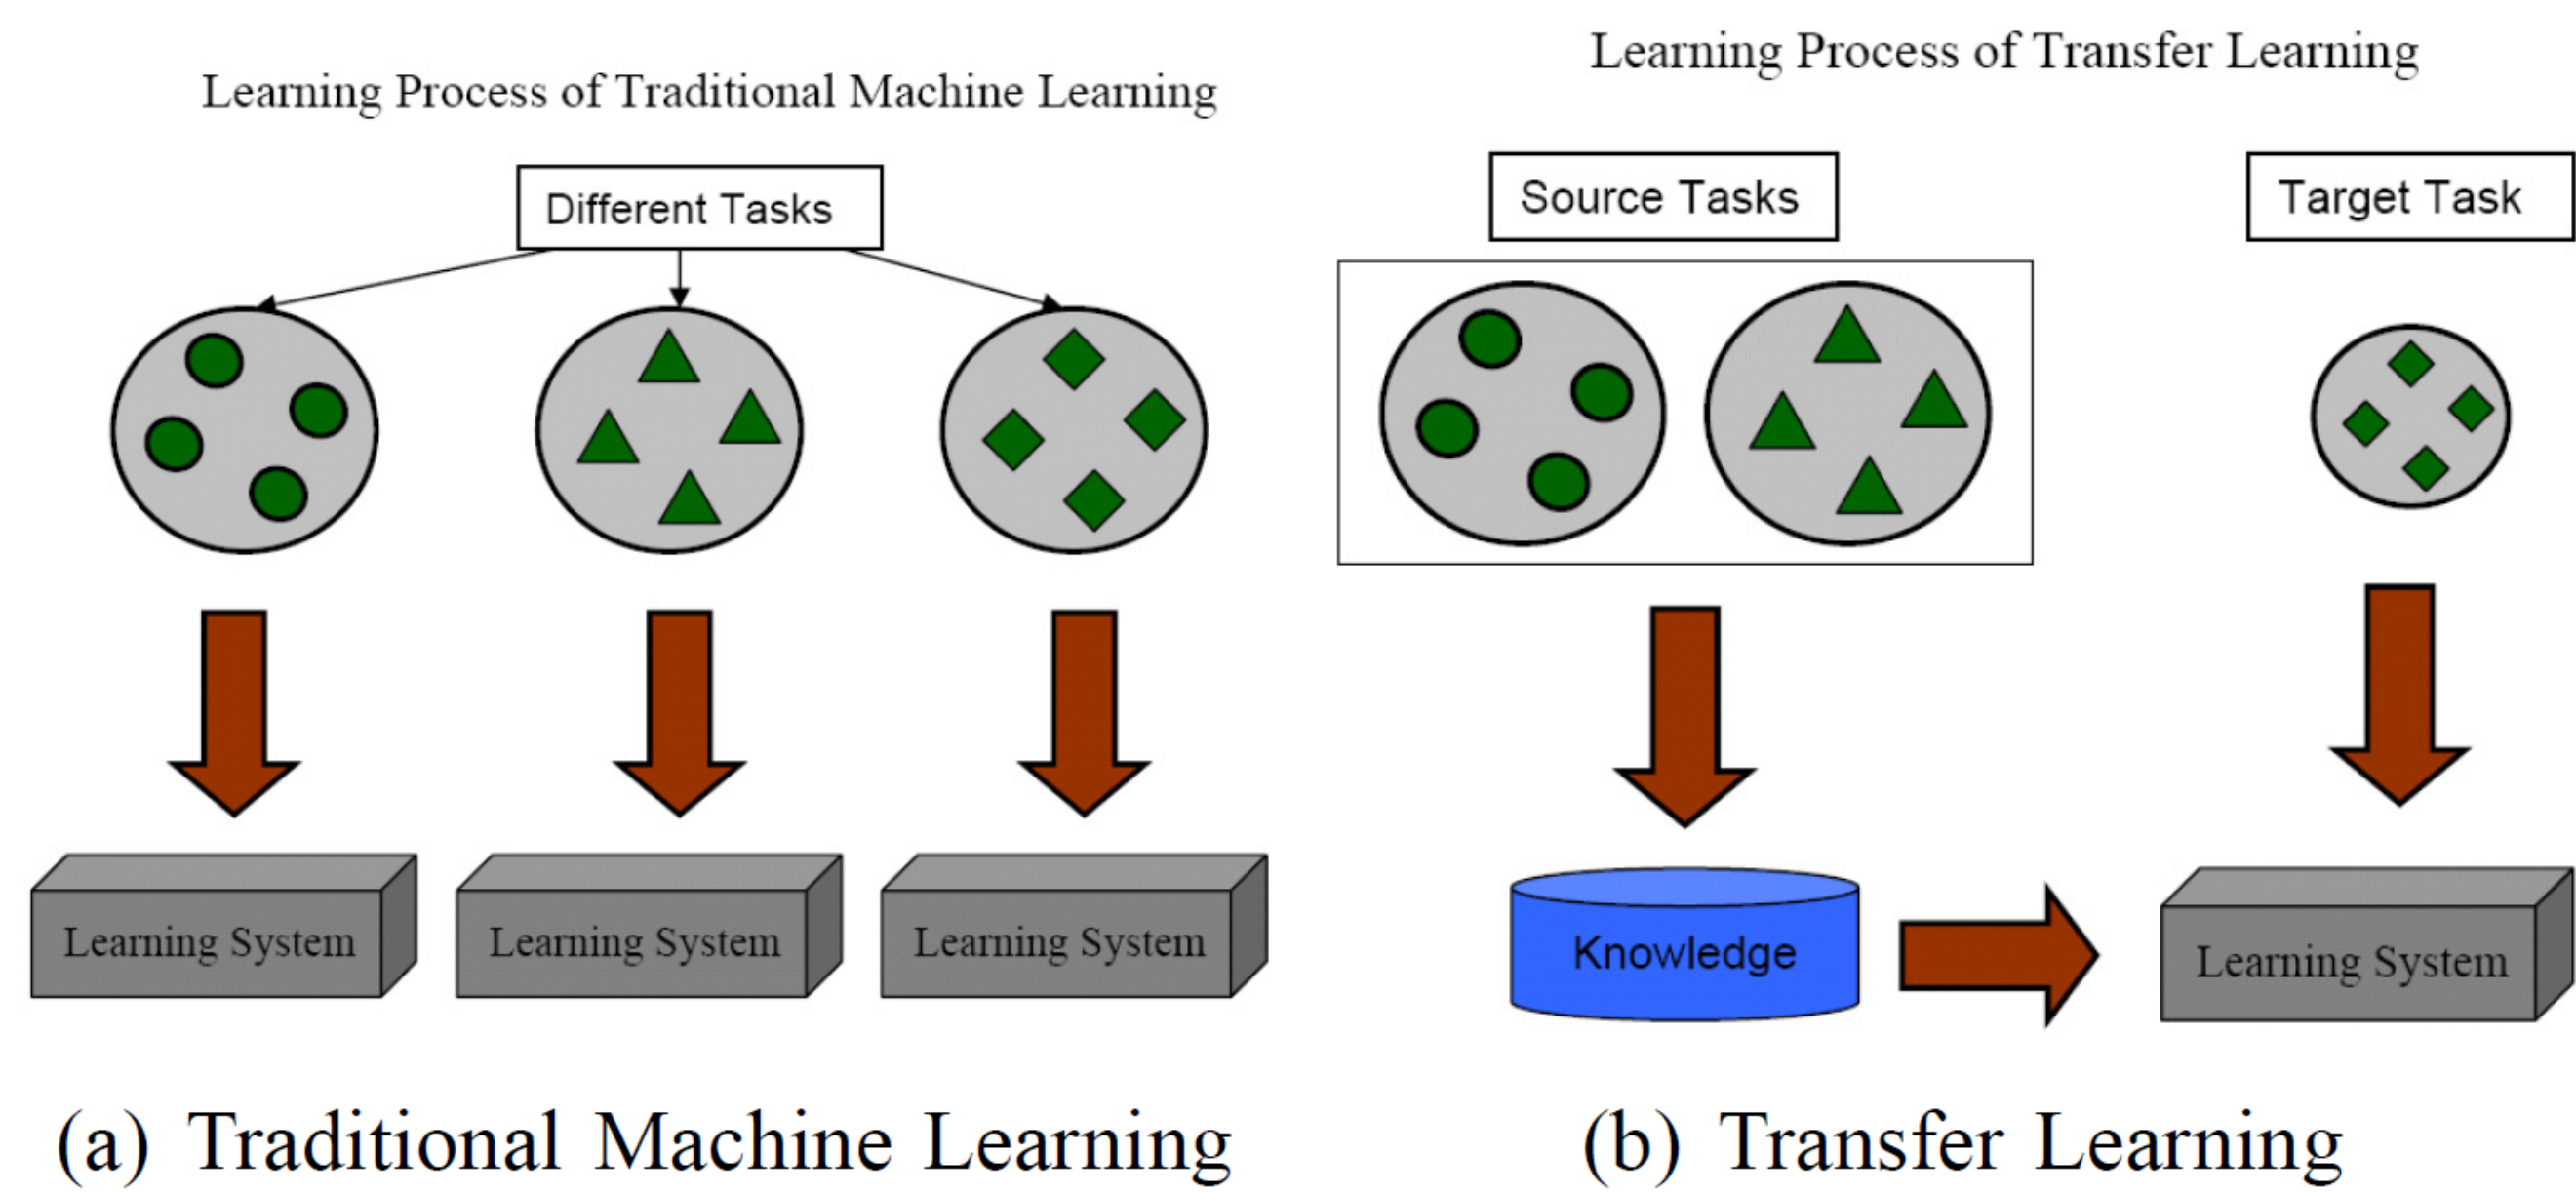 Learning Process of Traditional Machine Learning
Different Tasks
Learning System
Learning System
Learning System
(a) Traditional Machine Learning
Learning Process of Transfer Learning
Source Tasks
Target Task
Knowledge
Learning System
(b) Transfer Learning